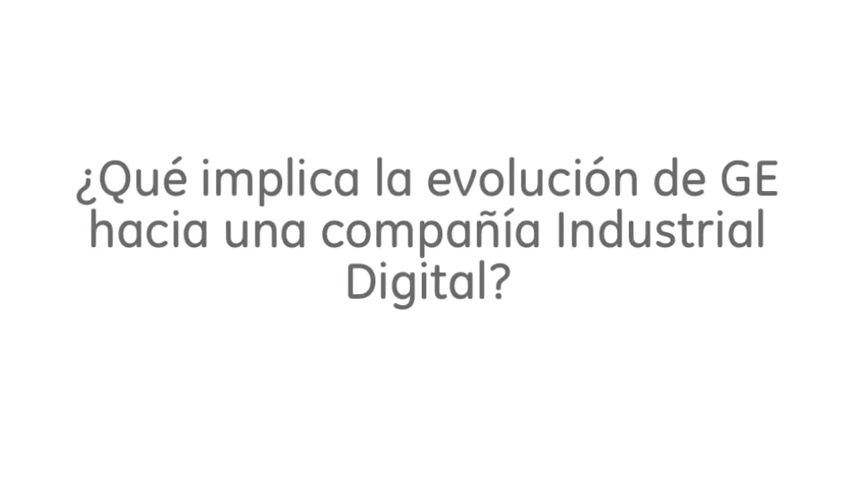 ¿Qué implica la evolución de GE
hacia una compañía Industrial
Digital?